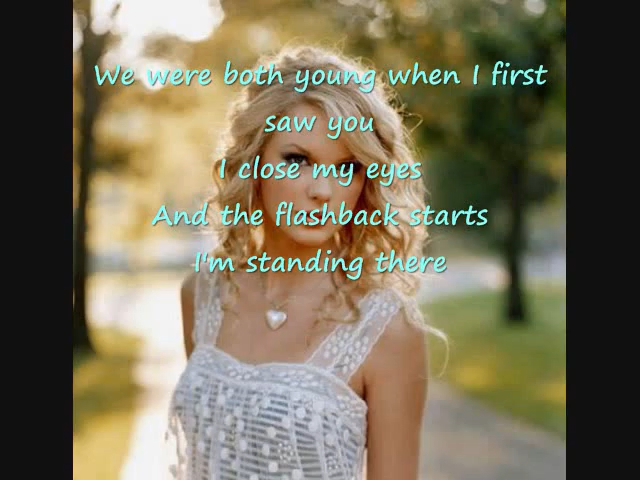 We were both young when I first
saw you
I close my eyes
And the flashback starts
I'm standing there